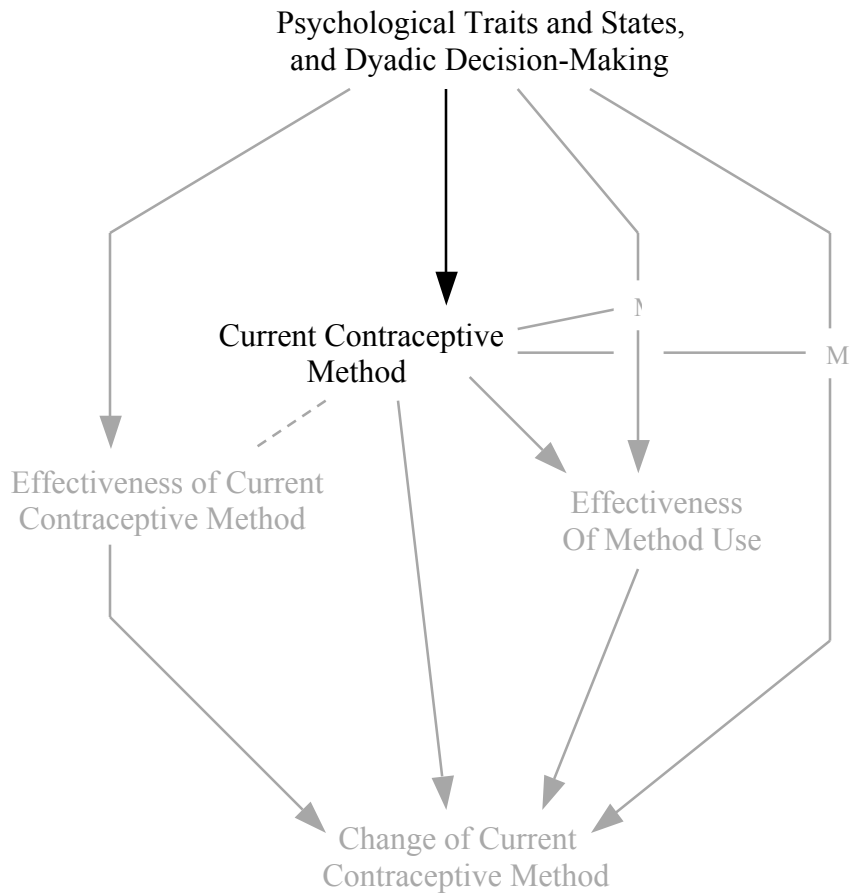 Psychological Traits and States,
and Dyadic Decision-Making
M
Current Contraceptive
Method
M
Effectiveness of Current
Contraceptive Method
Effectiveness
Of Method Use
Change of Current
Contraceptive Method